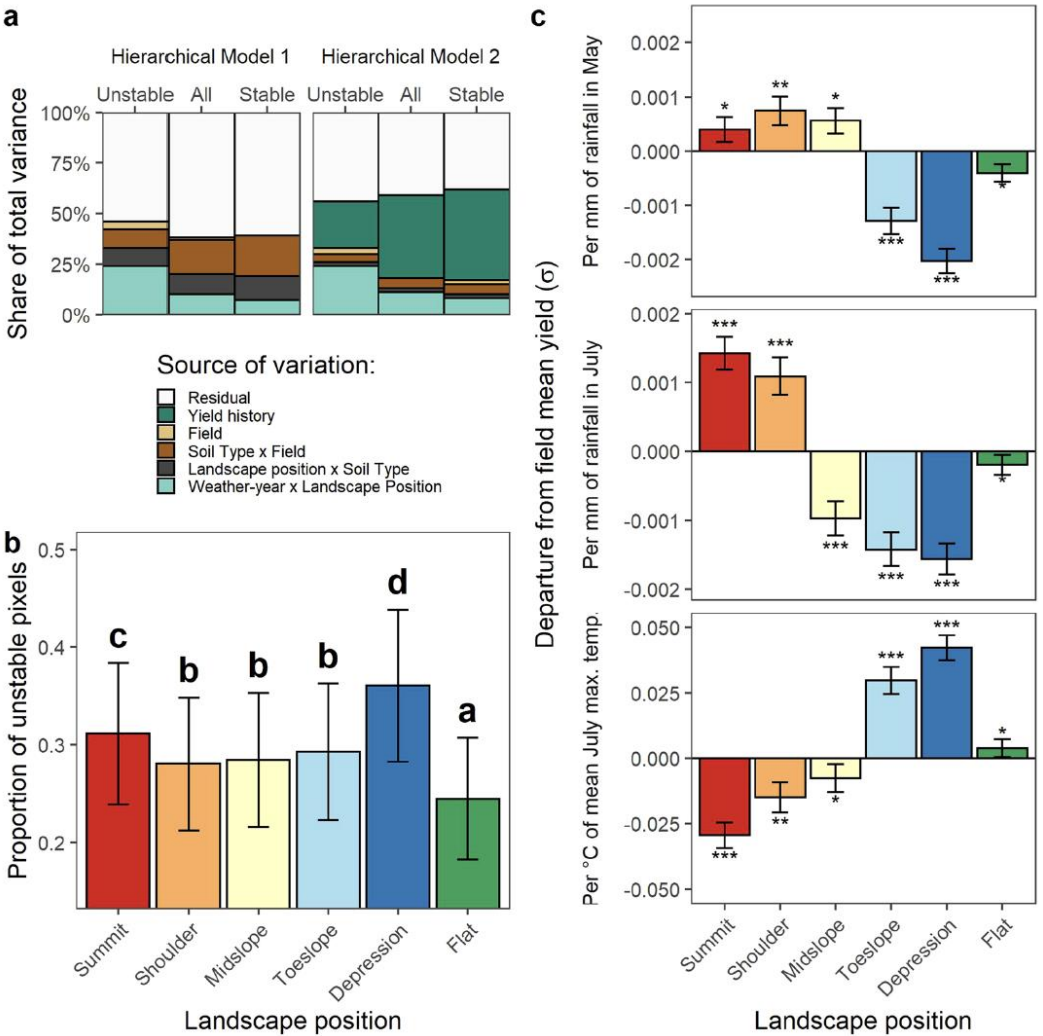 a
Hierarchical Model 1
Hierarchical Model 2
Unstable
All
Stable
Unstable
All
Stable
100%
75%
50%
25%
0%
Share of total variance
Source of variation:
Residual
Yield history
Field
Soil Type x Field
Landscape position x Soil Type
Weather-year x Landscape Position
b
0.5
0.4
0.3
0.2
Proportion of unstable pixels
c
b
b
b
d
a
Summit
Shoulder
Midslope
Toeslope
Depression
Flat
Landscape position
c
Departure from field mean yield (σ)
Per mm of rainfall in May
0.002
0.001
0.000
-0.001
-0.002
*
**
*
***
***
*
Per mm of rainfall in July
0.002
0.001
0.000
-0.001
-0.002
***
***
***
***
***
*
Per °C of mean July max. temp.
0.050
0.025
0.000
-0.025
-0.050
***
**
*
***
***
*
Summit
Shoulder
Midslope
Toeslope
Depression
Flat
Landscape position